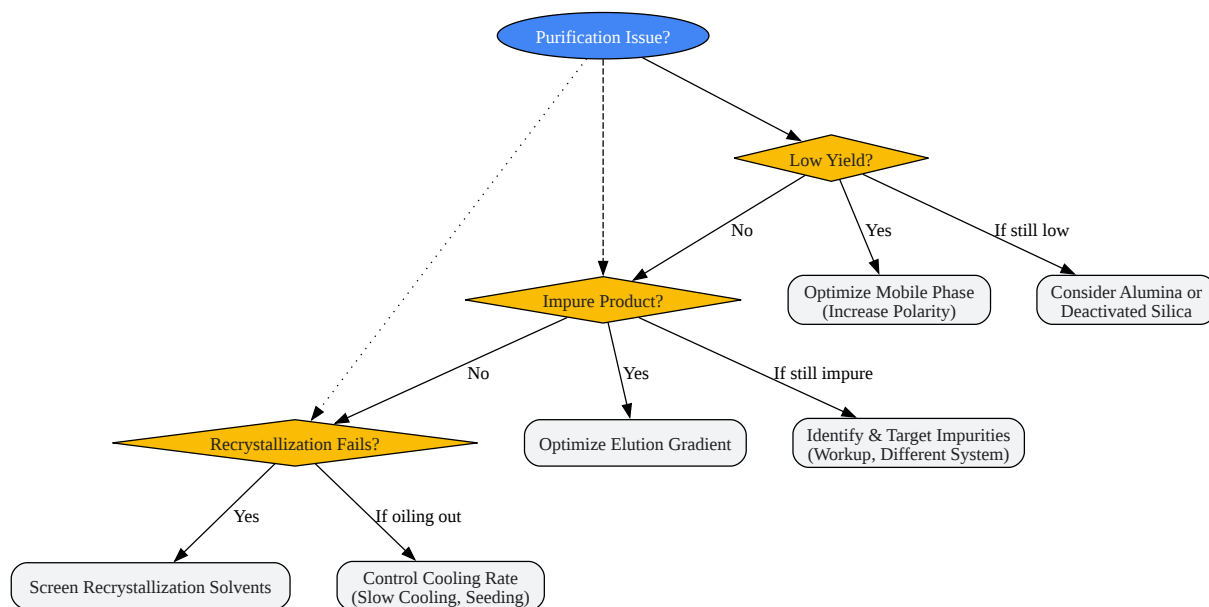 Purification Issue?
Low Yield?
No
Yes
If still low
Impure Product?
Optimize Mobile Phase
(Increase Polarity)
Consider Alumina or
Deactivated Silica
No
Yes
If still impure
Recrystallization Fails?
Optimize Elution Gradient
Identify & Target Impurities
(Workup, Different System)
Yes
If oiling out
Screen Recrystallization Solvents
Control Cooling Rate
(Slow Cooling, Seeding)